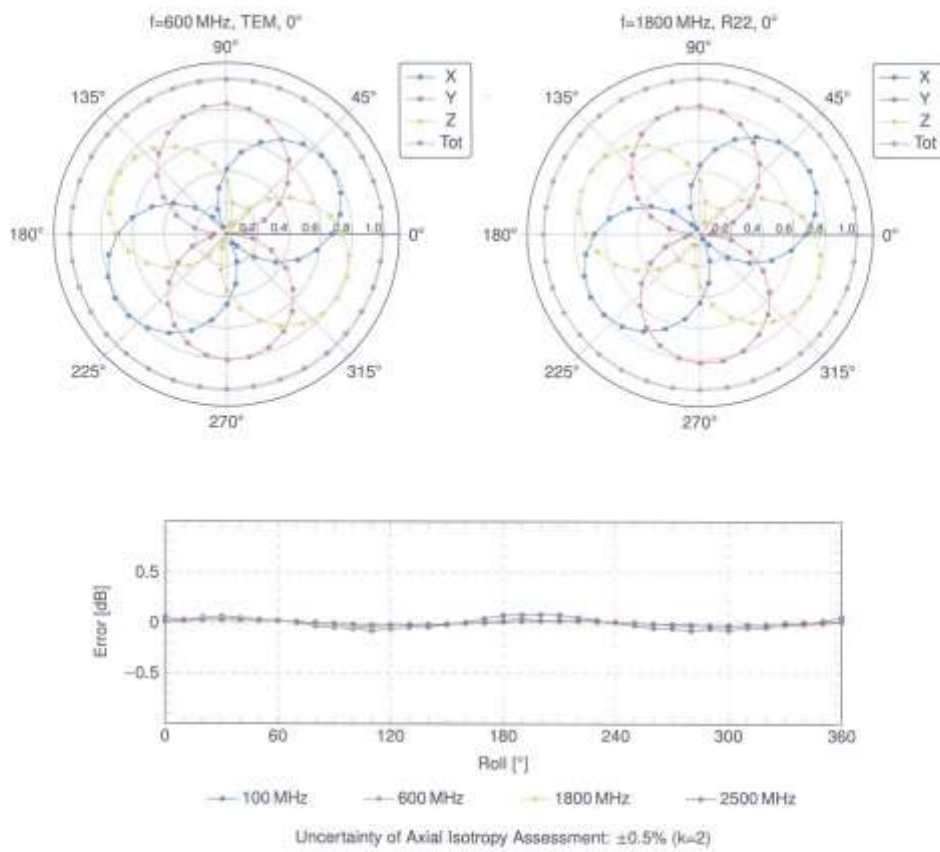 f=600 MHz, TEM, 0°
90°
135°
45°
X
Y
Z
Tot
180°
0.2 0.4 0.6 0.8 1.0
0°
225°
315°
270°
f=1800 MHz, R22, 0°
90°
135°
45°
X
Y
Z
Tot
180°
0.2 0.4 0.6 0.8 1.0
0°
225°
315°
270°
Error [dB]
0.5
0
−0.5
0 60 120 180 240 300 360
Roll [°]
100 MHz 600 MHz 1800 MHz 2500 MHz
Uncertainty of Axial Isotropy Assessment: ±0.5% (k=2)